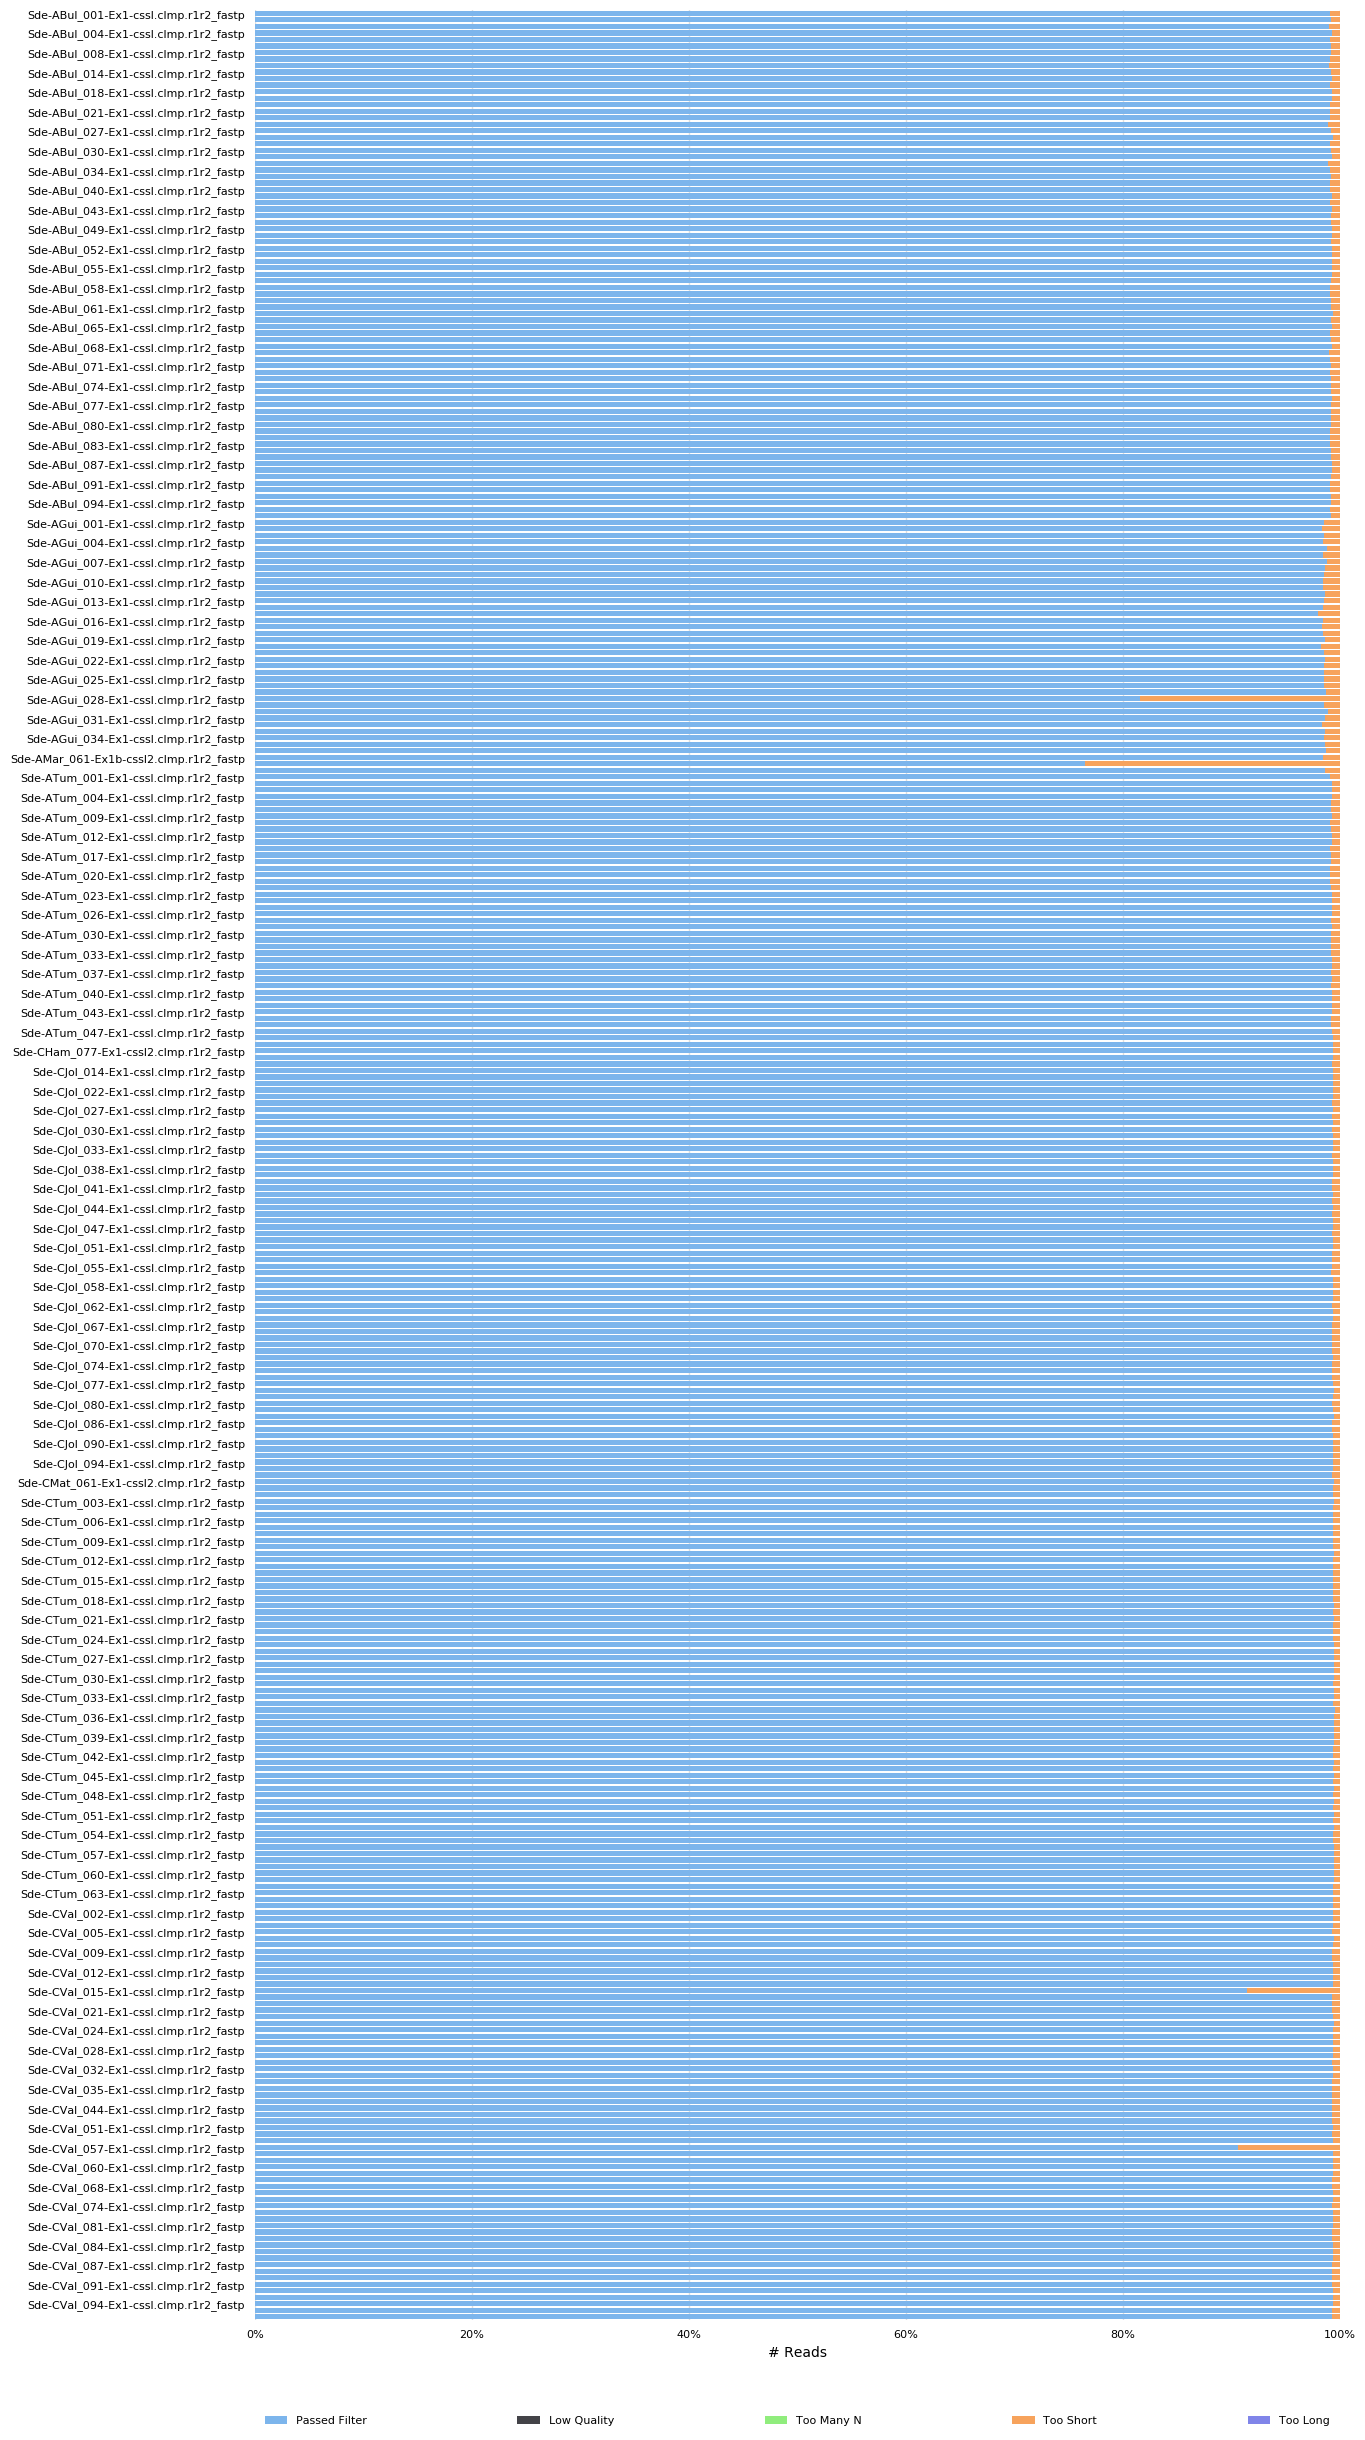 Sde-ABul_001-Ex1-cssl.clmp.r1r2_fastp
Sde-ABul_004-Ex1-cssl.clmp.r1r2_fastp
Sde-ABul_008-Ex1-cssl.clmp.r1r2_fastp
Sde-ABul_014-Ex1-cssl.clmp.r1r2_fastp
Sde-ABul_018-Ex1-cssl.clmp.r1r2_fastp
Sde-ABul_021-Ex1-cssl.clmp.r1r2_fastp
Sde-ABul_027-Ex1-cssl.clmp.r1r2_fastp
Sde-ABul_030-Ex1-cssl.clmp.r1r2_fastp
Sde-ABul_034-Ex1-cssl.clmp.r1r2_fastp
Sde-ABul_040-Ex1-cssl.clmp.r1r2_fastp
Sde-ABul_043-Ex1-cssl.clmp.r1r2_fastp
Sde-ABul_049-Ex1-cssl.clmp.r1r2_fastp
Sde-ABul_052-Ex1-cssl.clmp.r1r2_fastp
Sde-ABul_055-Ex1-cssl.clmp.r1r2_fastp
Sde-ABul_058-Ex1-cssl.clmp.r1r2_fastp
Sde-ABul_061-Ex1-cssl.clmp.r1r2_fastp
Sde-ABul_065-Ex1-cssl.clmp.r1r2_fastp
Sde-ABul_068-Ex1-cssl.clmp.r1r2_fastp
Sde-ABul_071-Ex1-cssl.clmp.r1r2_fastp
Sde-ABul_074-Ex1-cssl.clmp.r1r2_fastp
Sde-ABul_077-Ex1-cssl.clmp.r1r2_fastp
Sde-ABul_080-Ex1-cssl.clmp.r1r2_fastp
Sde-ABul_083-Ex1-cssl.clmp.r1r2_fastp
Sde-ABul_087-Ex1-cssl.clmp.r1r2_fastp
Sde-ABul_091-Ex1-cssl.clmp.r1r2_fastp
Sde-ABul_094-Ex1-cssl.clmp.r1r2_fastp
Sde-AGui_001-Ex1-cssl.clmp.r1r2_fastp
Sde-AGui_004-Ex1-cssl.clmp.r1r2_fastp
Sde-AGui_007-Ex1-cssl.clmp.r1r2_fastp
Sde-AGui_010-Ex1-cssl.clmp.r1r2_fastp
Sde-AGui_013-Ex1-cssl.clmp.r1r2_fastp
Sde-AGui_016-Ex1-cssl.clmp.r1r2_fastp
Sde-AGui_019-Ex1-cssl.clmp.r1r2_fastp
Sde-AGui_022-Ex1-cssl.clmp.r1r2_fastp
Sde-AGui_025-Ex1-cssl.clmp.r1r2_fastp
Sde-AGui_028-Ex1-cssl.clmp.r1r2_fastp
Sde-AGui_031-Ex1-cssl.clmp.r1r2_fastp
Sde-AGui_034-Ex1-cssl.clmp.r1r2_fastp
Sde-AMar_061-Ex1b-cssl2.clmp.r1r2_fastp
Sde-ATum_001-Ex1-cssl.clmp.r1r2_fastp
Sde-ATum_004-Ex1-cssl.clmp.r1r2_fastp
Sde-ATum_009-Ex1-cssl.clmp.r1r2_fastp
Sde-ATum_012-Ex1-cssl.clmp.r1r2_fastp
Sde-ATum_017-Ex1-cssl.clmp.r1r2_fastp
Sde-ATum_020-Ex1-cssl.clmp.r1r2_fastp
Sde-ATum_023-Ex1-cssl.clmp.r1r2_fastp
Sde-ATum_026-Ex1-cssl.clmp.r1r2_fastp
Sde-ATum_030-Ex1-cssl.clmp.r1r2_fastp
Sde-ATum_033-Ex1-cssl.clmp.r1r2_fastp
Sde-ATum_037-Ex1-cssl.clmp.r1r2_fastp
Sde-ATum_040-Ex1-cssl.clmp.r1r2_fastp
Sde-ATum_043-Ex1-cssl.clmp.r1r2_fastp
Sde-ATum_047-Ex1-cssl.clmp.r1r2_fastp
Sde-CHam_077-Ex1-cssl2.clmp.r1r2_fastp
Sde-CJol_014-Ex1-cssl.clmp.r1r2_fastp
Sde-CJol_022-Ex1-cssl.clmp.r1r2_fastp
Sde-CJol_027-Ex1-cssl.clmp.r1r2_fastp
Sde-CJol_030-Ex1-cssl.clmp.r1r2_fastp
Sde-CJol_033-Ex1-cssl.clmp.r1r2_fastp
Sde-CJol_038-Ex1-cssl.clmp.r1r2_fastp
Sde-CJol_041-Ex1-cssl.clmp.r1r2_fastp
Sde-CJol_044-Ex1-cssl.clmp.r1r2_fastp
Sde-CJol_047-Ex1-cssl.clmp.r1r2_fastp
Sde-CJol_051-Ex1-cssl.clmp.r1r2_fastp
Sde-CJol_055-Ex1-cssl.clmp.r1r2_fastp
Sde-CJol_058-Ex1-cssl.clmp.r1r2_fastp
Sde-CJol_062-Ex1-cssl.clmp.r1r2_fastp
Sde-CJol_067-Ex1-cssl.clmp.r1r2_fastp
Sde-CJol_070-Ex1-cssl.clmp.r1r2_fastp
Sde-CJol_074-Ex1-cssl.clmp.r1r2_fastp
Sde-CJol_077-Ex1-cssl.clmp.r1r2_fastp
Sde-CJol_080-Ex1-cssl.clmp.r1r2_fastp
Sde-CJol_086-Ex1-cssl.clmp.r1r2_fastp
Sde-CJol_090-Ex1-cssl.clmp.r1r2_fastp
Sde-CJol_094-Ex1-cssl.clmp.r1r2_fastp
Sde-CMat_061-Ex1-cssl2.clmp.r1r2_fastp
Sde-CTum_003-Ex1-cssl.clmp.r1r2_fastp
Sde-CTum_006-Ex1-cssl.clmp.r1r2_fastp
Sde-CTum_009-Ex1-cssl.clmp.r1r2_fastp
Sde-CTum_012-Ex1-cssl.clmp.r1r2_fastp
Sde-CTum_015-Ex1-cssl.clmp.r1r2_fastp
Sde-CTum_018-Ex1-cssl.clmp.r1r2_fastp
Sde-CTum_021-Ex1-cssl.clmp.r1r2_fastp
Sde-CTum_024-Ex1-cssl.clmp.r1r2_fastp
Sde-CTum_027-Ex1-cssl.clmp.r1r2_fastp
Sde-CTum_030-Ex1-cssl.clmp.r1r2_fastp
Sde-CTum_033-Ex1-cssl.clmp.r1r2_fastp
Sde-CTum_036-Ex1-cssl.clmp.r1r2_fastp
Sde-CTum_039-Ex1-cssl.clmp.r1r2_fastp
Sde-CTum_042-Ex1-cssl.clmp.r1r2_fastp
Sde-CTum_045-Ex1-cssl.clmp.r1r2_fastp
Sde-CTum_048-Ex1-cssl.clmp.r1r2_fastp
Sde-CTum_051-Ex1-cssl.clmp.r1r2_fastp
Sde-CTum_054-Ex1-cssl.clmp.r1r2_fastp
Sde-CTum_057-Ex1-cssl.clmp.r1r2_fastp
Sde-CTum_060-Ex1-cssl.clmp.r1r2_fastp
Sde-CTum_063-Ex1-cssl.clmp.r1r2_fastp
Sde-CVal_002-Ex1-cssl.clmp.r1r2_fastp
Sde-CVal_005-Ex1-cssl.clmp.r1r2_fastp
Sde-CVal_009-Ex1-cssl.clmp.r1r2_fastp
Sde-CVal_012-Ex1-cssl.clmp.r1r2_fastp
Sde-CVal_015-Ex1-cssl.clmp.r1r2_fastp
Sde-CVal_021-Ex1-cssl.clmp.r1r2_fastp
Sde-CVal_024-Ex1-cssl.clmp.r1r2_fastp
Sde-CVal_028-Ex1-cssl.clmp.r1r2_fastp
Sde-CVal_032-Ex1-cssl.clmp.r1r2_fastp
Sde-CVal_035-Ex1-cssl.clmp.r1r2_fastp
Sde-CVal_044-Ex1-cssl.clmp.r1r2_fastp
Sde-CVal_051-Ex1-cssl.clmp.r1r2_fastp
Sde-CVal_057-Ex1-cssl.clmp.r1r2_fastp
Sde-CVal_060-Ex1-cssl.clmp.r1r2_fastp
Sde-CVal_068-Ex1-cssl.clmp.r1r2_fastp
Sde-CVal_074-Ex1-cssl.clmp.r1r2_fastp
Sde-CVal_081-Ex1-cssl.clmp.r1r2_fastp
Sde-CVal_084-Ex1-cssl.clmp.r1r2_fastp
Sde-CVal_087-Ex1-cssl.clmp.r1r2_fastp
Sde-CVal_091-Ex1-cssl.clmp.r1r2_fastp
Sde-CVal_094-Ex1-cssl.clmp.r1r2_fastp
0% 20% 40% 60% 80% 100%
# Reads
Passed Filter Low Quality Too Many N Too Short Too Long